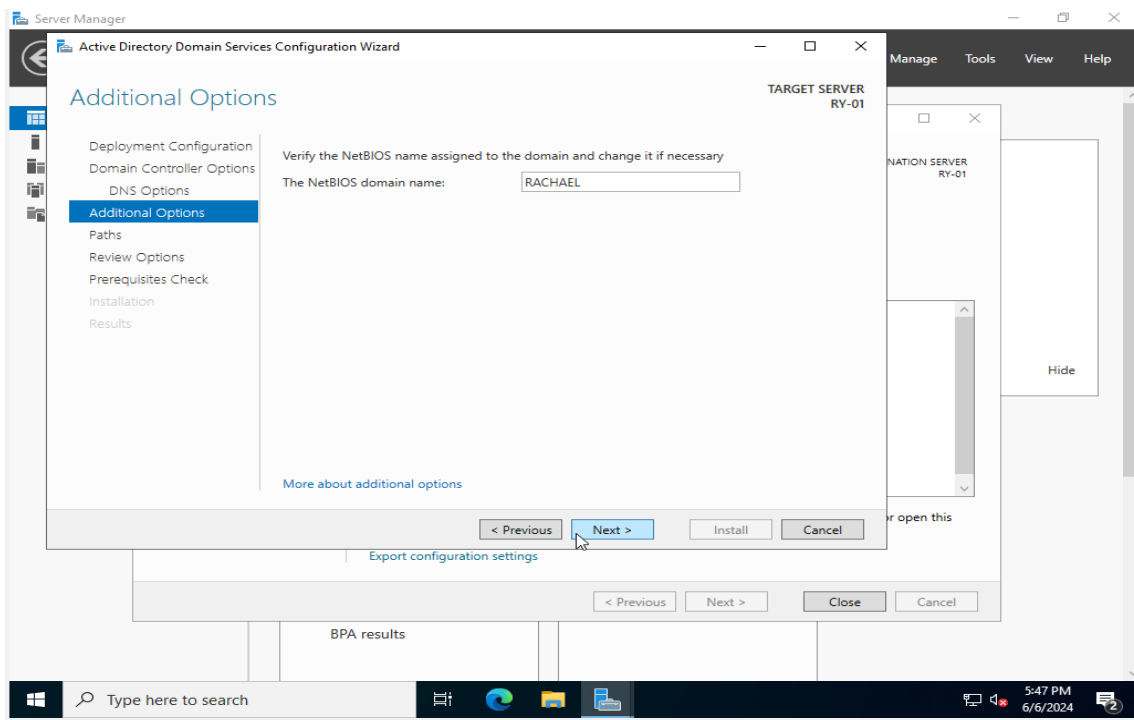 Server Manager
Active Directory Domain Services Configuration Wizard
Manage Tools View Help
Additional Options
TARGET SERVER
RY-01
NATION SERVER
RY-01
Deployment Configuration
Domain Controller Options
DNS Options
Additional Options
Paths
Review Options
Prerequisites Check
Installation
Results
Verify the NetBIOS name assigned to the domain and change it if necessary
The NetBIOS domain name: RACHAEL
Hide
More about additional options
or open this
< Previous Next > Install Cancel
Export configuration settings
< Previous Next > Close Cancel
BPA results
Type here to search
5:47 PM
6/6/2024
2